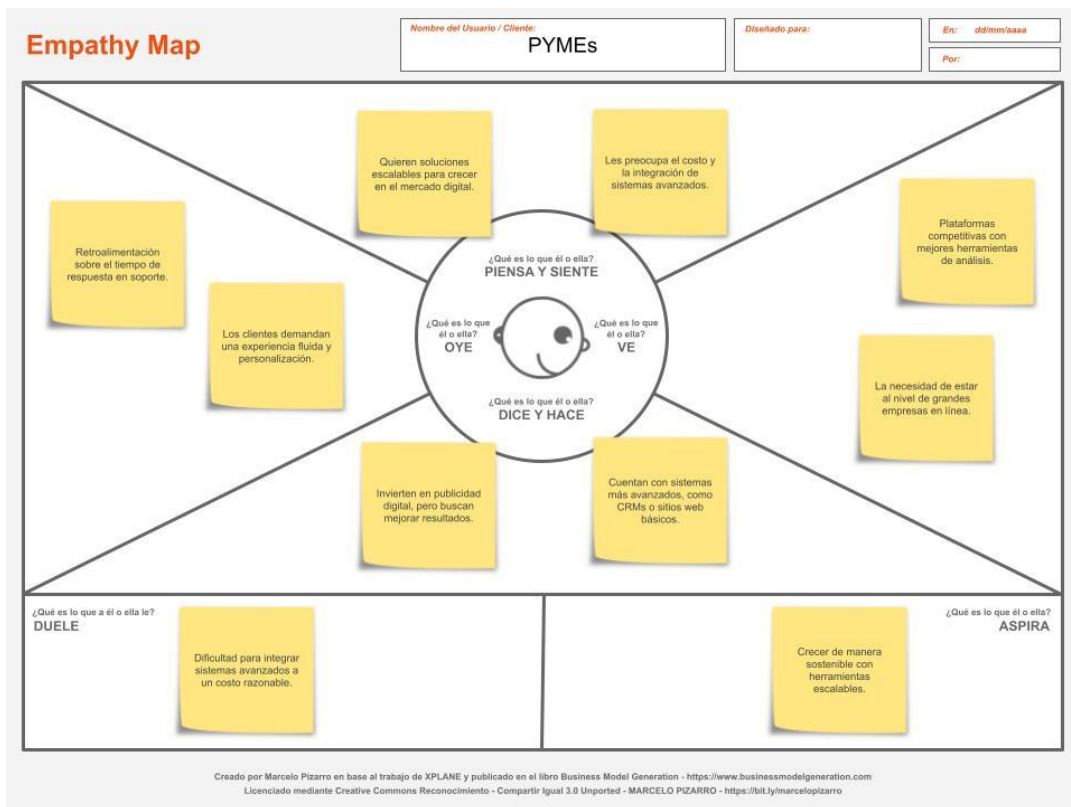 Empathy Map
Nombre del Usuario / Cliente:
PYMEs
Diseñado para:
En: dd/mm/aaaa
Por:
Quieren soluciones
escalables para crecer
en el mercado digital.
Les preocupa el costo y
la integración de
sistemas avanzados.
Retroalimentación
sobre el tiempo de
respuesta en soporte.
Los clientes demandan
una experiencia fluida y
personalización.
Plataformas
competitivas con
mejores herramientas
de análisis.
La necesidad de estar
al nivel de grandes
empresas en línea.
¿Qué es lo que él o ella?
PIENSA Y SIENTE
¿Qué es lo que
él o ella?
OYE
¿Qué es lo que
él o ella?
VE
¿Qué es lo que él o ella?
DICE Y HACE
Invierten en publicidad
digital, pero buscan
mejorar resultados.
Cuentan con sistemas
más avanzados, como
CRMs o sitios web
básicos.
¿Qué es lo que a él o ella le?
DUELE
Dificultad para integrar
sistemas avanzados a
un costo razonable.
¿Qué es lo que él o ella?
ASPIRA
Crecer de manera
sostenible con
herramientas
escalables.
Creado por Marcelo Pizarro en base al trabajo de XPLANE y publicado en el libro Business Model Generation - https://www.businessmodelgeneration.com
Licenciado mediante Creative Commons Reconocimiento - Compartir Igual 3.0 Unported - MARCELO PIZARRO - https://bit.ly/marcelopizarro